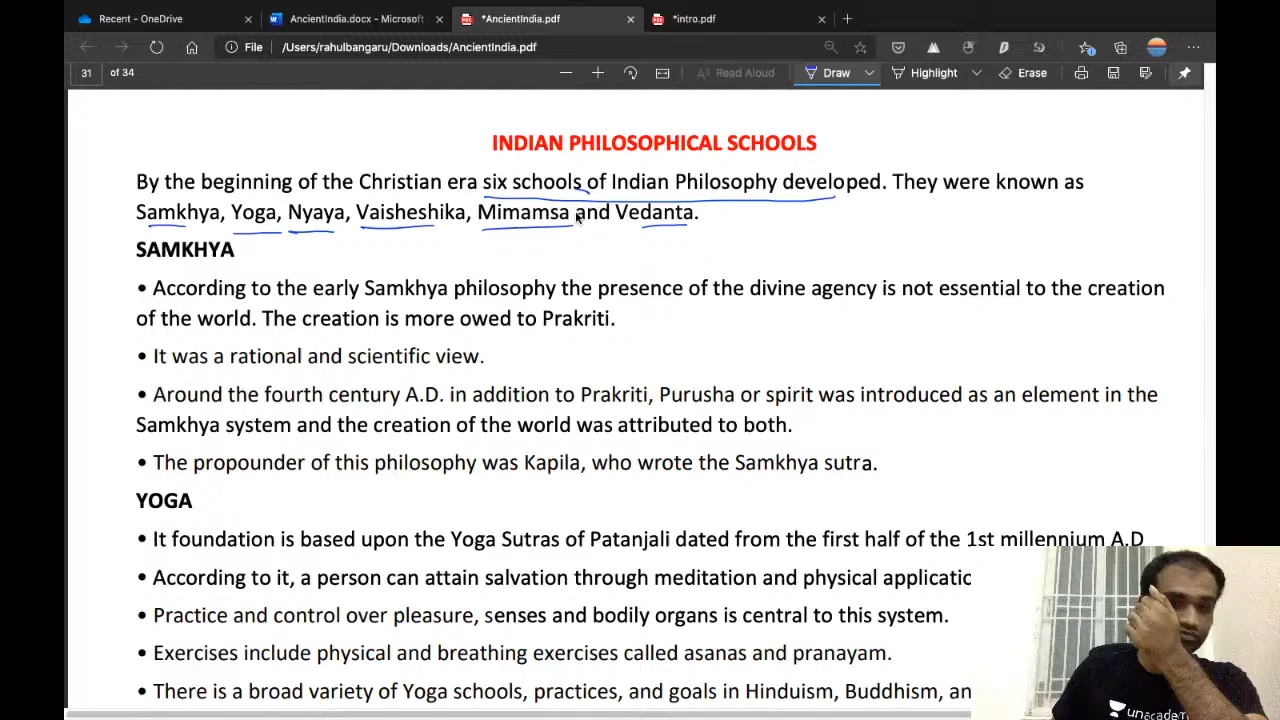 Recent - OneDrive
AncientIndia.docx - Microsoft
*AncientIndia.pdf
*intro.pdf
File
/Users/rahulbangaru/Downloads/AncientIndia.pdf
31 of 34
Read Aloud
Draw
Highlight
Erase
INDIAN PHILOSOPHICAL SCHOOLS
By the beginning of the Christian era six schools of Indian Philosophy developed. They were known as
Samkhya, Yoga, Nyaya, Vaisheshika, Mimamsa and Vedanta.
SAMKHYA
• According to the early Samkhya philosophy the presence of the divine agency is not essential to the creation
of the world. The creation is more owed to Prakriti.
• It was a rational and scientific view.
• Around the fourth century A.D. in addition to Prakriti, Purusha or spirit was introduced as an element in the
Samkhya system and the creation of the world was attributed to both.
• The propounder of this philosophy was Kapila, who wrote the Samkhya sutra.
YOGA
• It foundation is based upon the Yoga Sutras of Patanjali dated from the first half of the 1st millennium A.D
• According to it, a person can attain salvation through meditation and physical applicatic
• Practice and control over pleasure, senses and bodily organs is central to this system.
• Exercises include physical and breathing exercises called asanas and pranayam.
• There is a broad variety of Yoga schools, practices, and goals in Hinduism, Buddhism, an